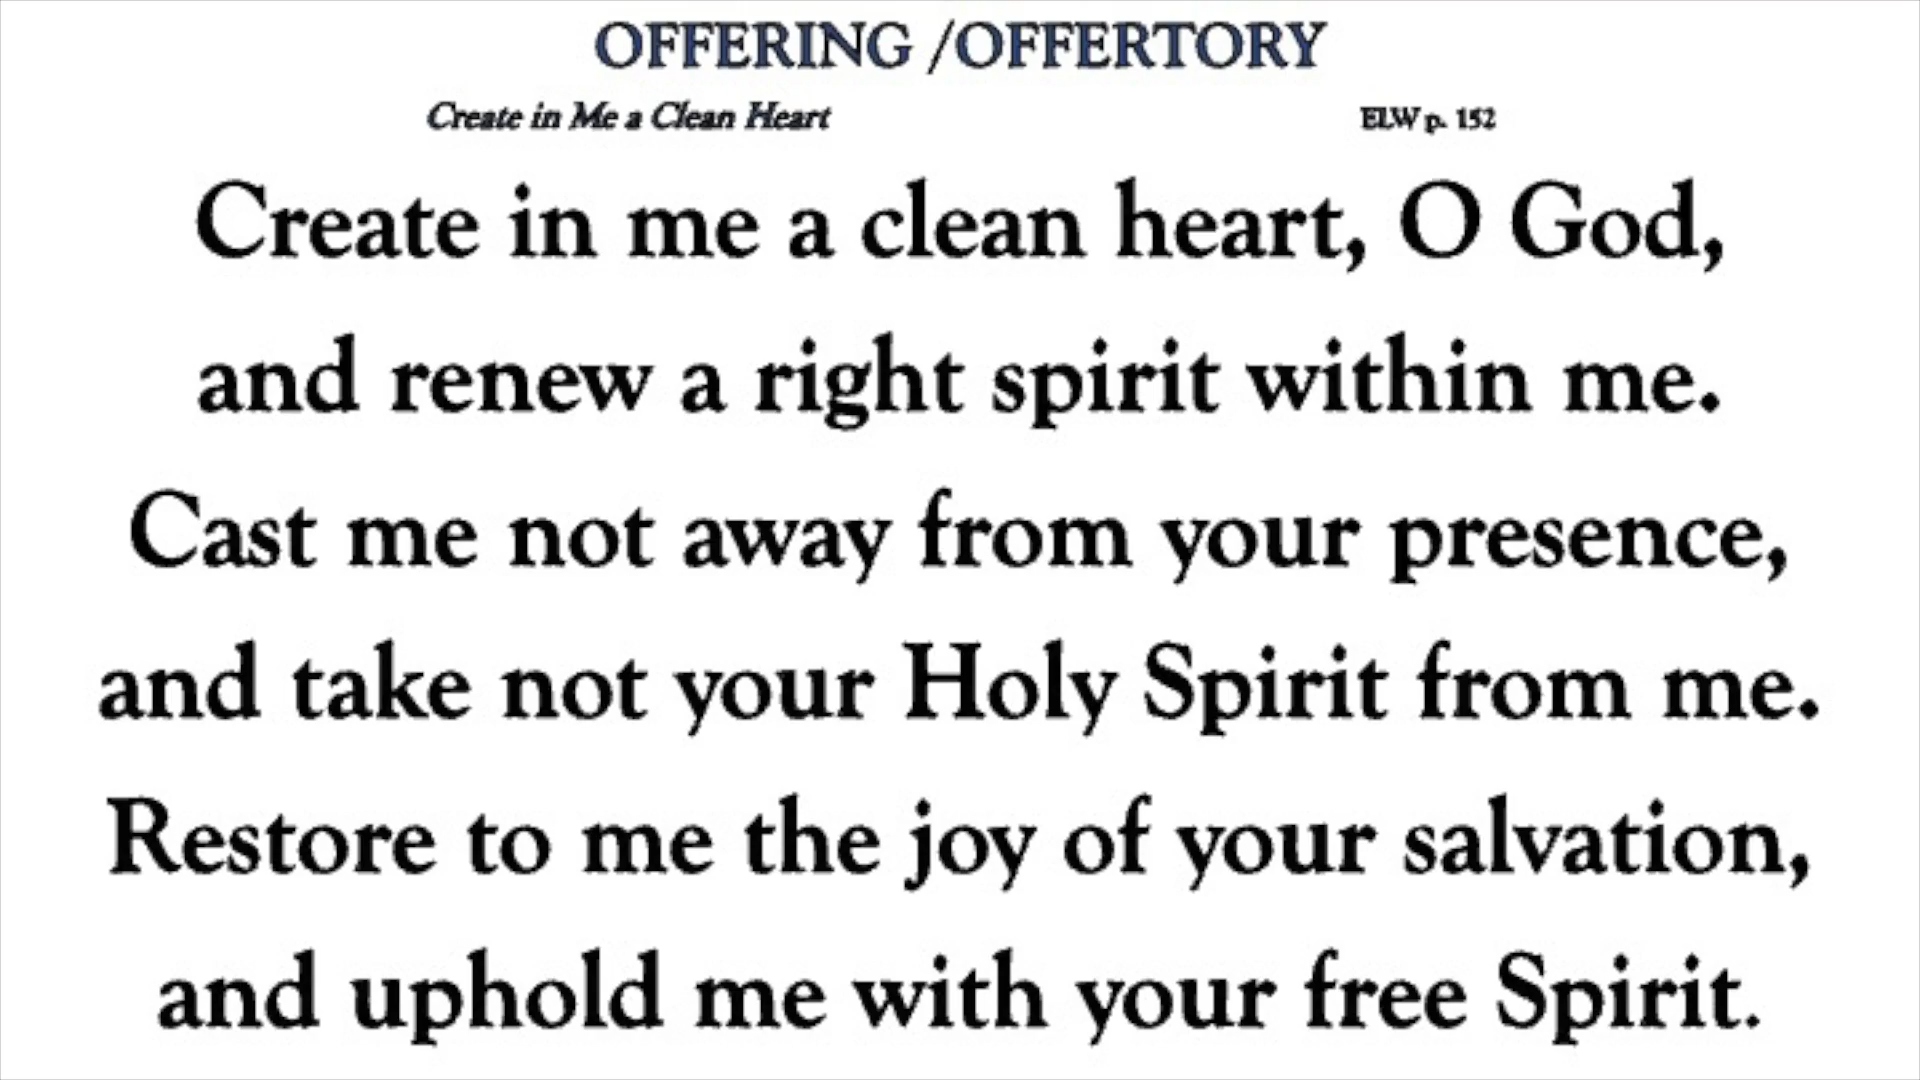 OFFERING /OFFERTORY
Create in Me a Clean Heart ELW p. 152
Create in me a clean heart, O God,
and renew a right spirit within me.
Cast me not away from your presence,
and take not your Holy Spirit from me.
Restore to me the joy of your salvation,
and uphold me with your free Spirit.